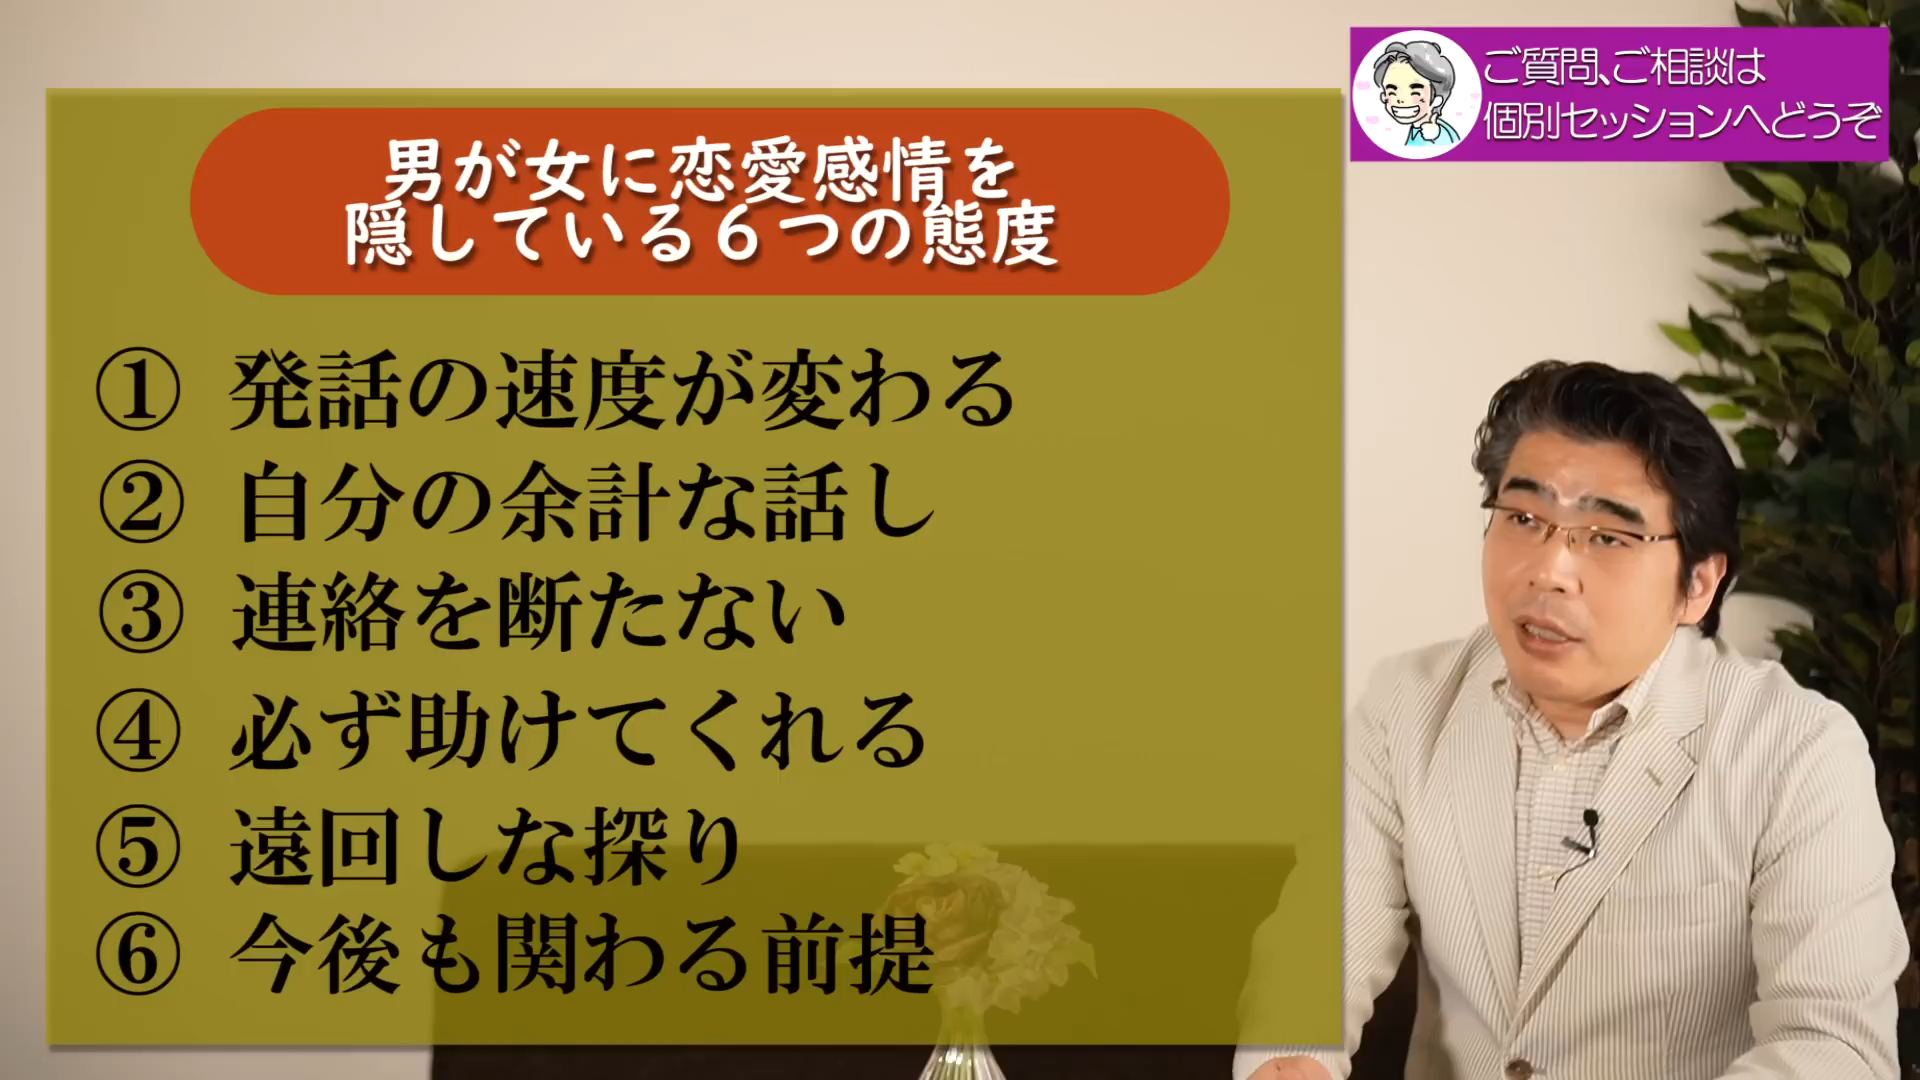 男が女に恋愛感情を
隠している６つの態度
① 発話の速度が変わる
② 自分の余計な話し
③ 連絡を断たない
④ 必ず助けてくれる
⑤ 遠回しな探り
⑥ 今後も関わる前提
ご質問、ご相談は
個別セッションへどうぞ